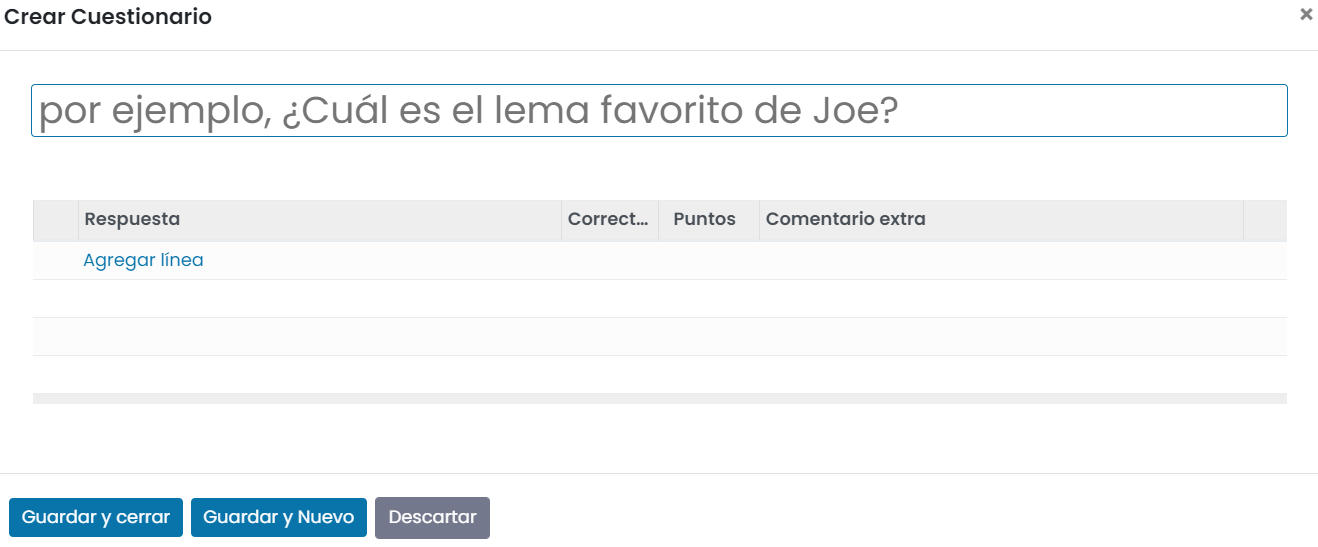 Crear Cuestionario
×
por ejemplo, ¿Cuál es el lema favorito de Joe?
Respuesta Correct... Puntos Comentario extra
Agregar línea
Guardar y cerrar Guardar y Nuevo Descartar